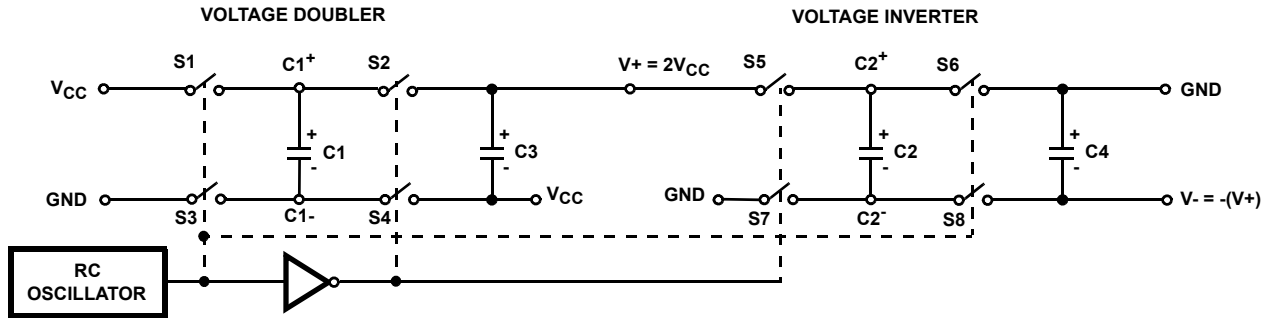 VOLTAGE DOUBLER
VOLTAGE INVERTER
S1
C1+
S2
V+ = 2VCC
S5
C2+
S6
VCC
GND
+
C1
-
+
C3
-
+
C2
-
+
C4
-
GND
S3
C1-
S4
VCC
GND
S7
C2-
S8
V- = -(V+)
RC
OSCILLATOR